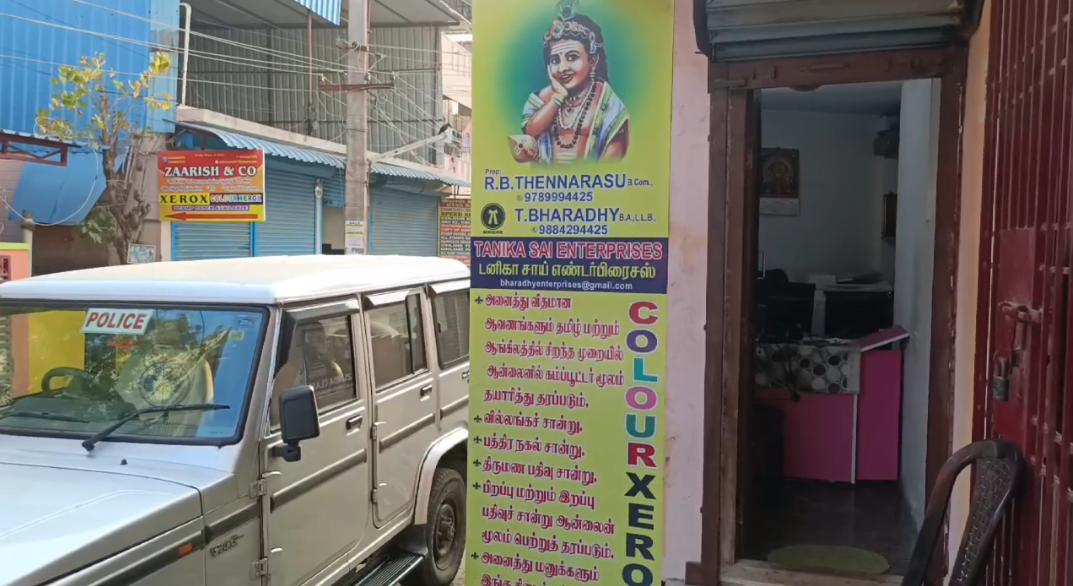 ZAARISH & CO
XEROX COLOUR XEROX
POLICE
Prop:
R.B.THENNARASU B.Com.,
9789994425
T.BHARADHY B.A.,L.L.B.,
9884294425
TANIKA SAI ENTERPRISES
டனிகா சாய் எண்டர்பிரைசஸ்
bharadhyenterprises@gmail.com
அனைத்து விதமான
ஆவணங்களும் தமிழ் மற்றும்
ஆங்கிலத்தில் சிறந்த முறையில்
ஆன்லைனில் கம்ப்யூட்டர் மூலம்
தயார்த்து தரப்படும்.
வில்லங்கச் சான்று,
பத்திர நகல் சான்று,
திருமண பதிவு சான்று,
பிறப்பு மற்றும் இறப்பு
பதிவுச் சான்று ஆன்லைன்
மூலம் பெற்றுத் தரப்படும்.
அனைத்து மனுக்களும்
COLOUR XERO